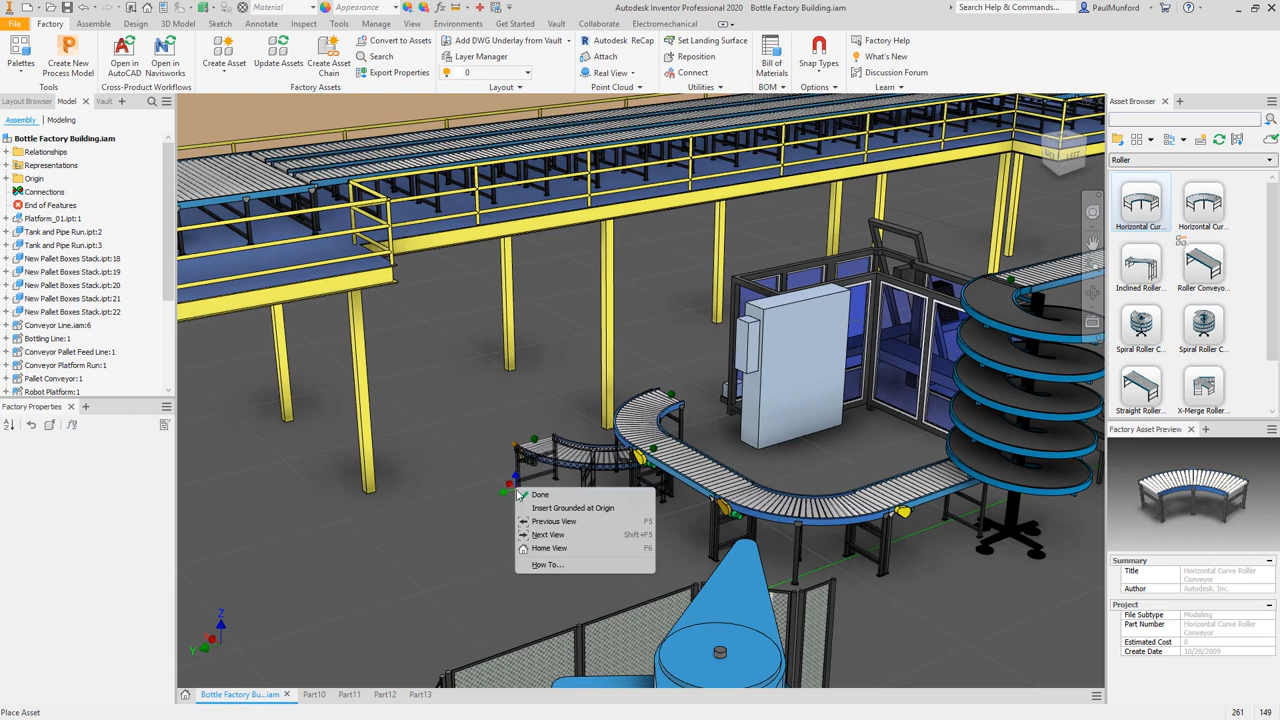 Material
Appearance
Autodesk Inventor Professional 2020 Bottle Factory Building.iam
Search Help & Commands...
PaulMunford
File
Factory
Assemble
Design
3D Model
Sketch
Annotate
Inspect
Tools
Manage
View
Environments
Get Started
Vault
Collaborate
Electromechanical
Palettes
Create New
Process Model
Open in
AutoCAD
Open in
Navisworks
Create Asset
Update Assets
Create Asset
Chain
Convert to Assets
Search
Export Properties
Add DWG Underlay from Vault
Layer Manager
0
Autodesk ReCap
Attach
Real View
Set Landing Surface
Reposition
Connect
Bill of
Materials
Snap Types
Factory Help
What's New
Discussion Forum
Tools
Cross-Product Workflows
Factory Assets
Layout
Point Cloud
Utilities
BOM
Options
Learn
Layout Browser
Model
Vault
Assembly
Modeling
Bottle Factory Building.iam
Relationships
Representations
Origin
Connections
End of Features
Platform_01.ipt:1
Tank and Pipe Run.ipt:2
Tank and Pipe Run.ipt:3
New Pallet Boxes Stack.ipt:18
New Pallet Boxes Stack.ipt:19
New Pallet Boxes Stack.ipt:20
New Pallet Boxes Stack.ipt:21
New Pallet Boxes Stack.ipt:22
Conveyor Line.iam:6
Bottling Line:1
Conveyor Pallet Feed Line:1
Conveyor Platform Run:1
Pallet Conveyor:1
Robot Platform:1
Factory Properties
LEFT
Done
Insert Grounded at Origin
Previous View F5
Next View Shift+F5
Home View F6
How To...
Z
Y
Asset Browser
Roller
Horizontal Cur...
Horizontal Cur...
Inclined Roller...
Roller Conveyo...
Spiral Roller C...
Spiral Roller C...
Straight Roller...
X-Merge Roller...
Factory Asset Preview
Summary
Title
Horizontal Curve Roller
Conveyor
Author
Autodesk, Inc.
Project
File Subtype
Modeling
Part Number
Horizontal Curve Roller
Conveyor
Estimated Cost
0
Create Date
10/28/2009
Bottle Factory Bu...iam
Part10
Part11
Part12
Part13
Place Asset
261
149